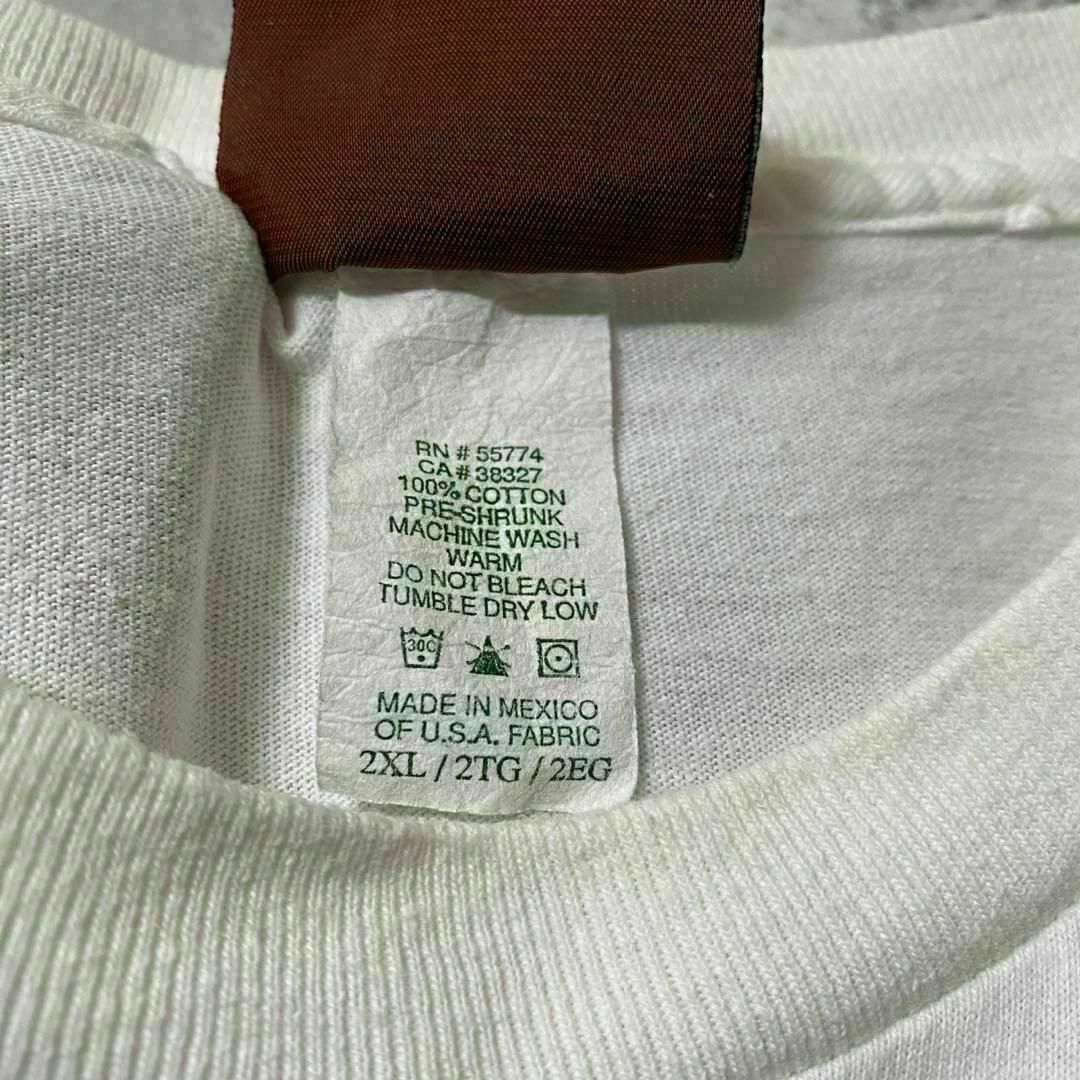 RN # 55774
CA # 38327
100% COTTON
PRE-SHRUNK
MACHINE WASH
WARM
DO NOT BLEACH
TUMBLE DRY LOW
30C
MADE IN MEXICO
OF U.S.A. FABRIC
2XL / 2TG / 2EG